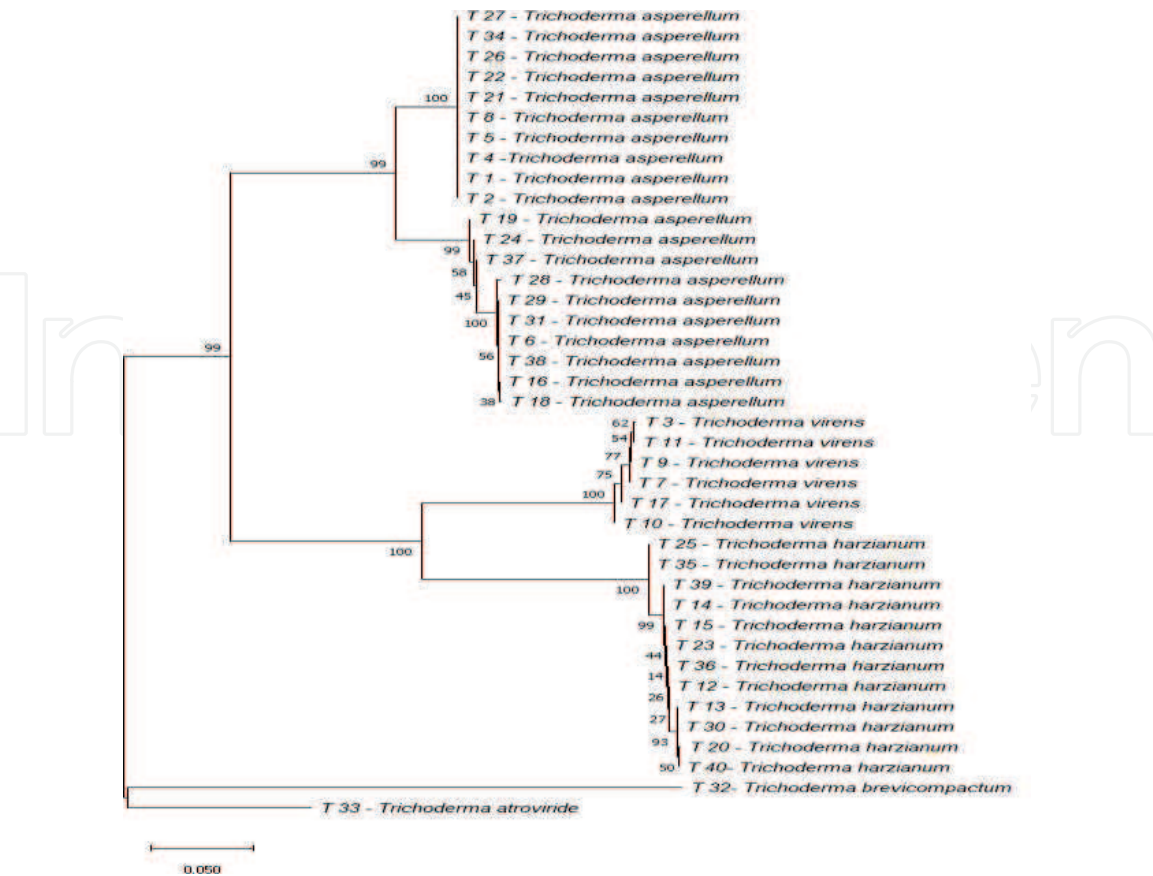 T 27 - Trichoderma asperellum
T 34 - Trichoderma asperellum
T 26 - Trichoderma asperellum
T 22 - Trichoderma asperellum
T 21 - Trichoderma asperellum
100
T 8 - Trichoderma asperellum
T 5 - Trichoderma asperellum
T 4 -Trichoderma asperellum
99
T 1 - Trichoderma asperellum
T 2 - Trichoderma asperellum
T 19 - Trichoderma asperellum
T 24 - Trichoderma asperellum
99
T 37 - Trichoderma asperellum
58
T 28 - Trichoderma asperellum
45
T 29 - Trichoderma asperellum
100
T 31 - Trichoderma asperellum
T 6 - Trichoderma asperellum
99
56
T 38 - Trichoderma asperellum
T 16 - Trichoderma asperellum
38
T 18 - Trichoderma asperellum
62
T 3 - Trichoderma virens
54
T 11 - Trichoderma virens
77
T 9 - Trichoderma virens
75
T 7 - Trichoderma virens
100
T 17 - Trichoderma virens
T 10 - Trichoderma virens
100
T 25 - Trichoderma harzianum
T 35 - Trichoderma harzianum
100
T 39 - Trichoderma harzianum
T 14 - Trichoderma harzianum
99
T 15 - Trichoderma harzianum
T 23 - Trichoderma harzianum
44
T 36 - Trichoderma harzianum
14
T 12 - Trichoderma harzianum
26
T 13 - Trichoderma harzianum
27
T 30 - Trichoderma harzianum
93
T 20 - Trichoderma harzianum
50
T 40- Trichoderma harzianum
T 32- Trichoderma brevicompactum
T 33 - Trichoderma atroviride
0.050